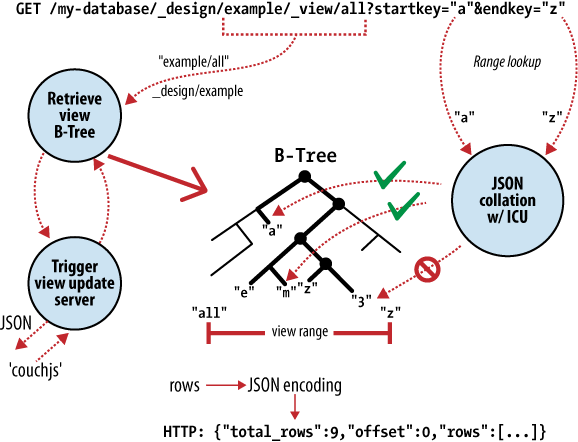 GET /my-database/_design/example/_view/all?startkey="a"&endkey="z"
"example/all"
_design/example
Range lookup
"a"
"z"
Retrieve
view
B-Tree
B-Tree
JSON
collation
w/ ICU
"a"
Trigger
view update
server
"e"
"m"
"z"
"3"
"all"
"z"
view range
JSON
'couchjs'
rows
JSON encoding
HTTP: {"total_rows":9,"offset":0,"rows":[...]}